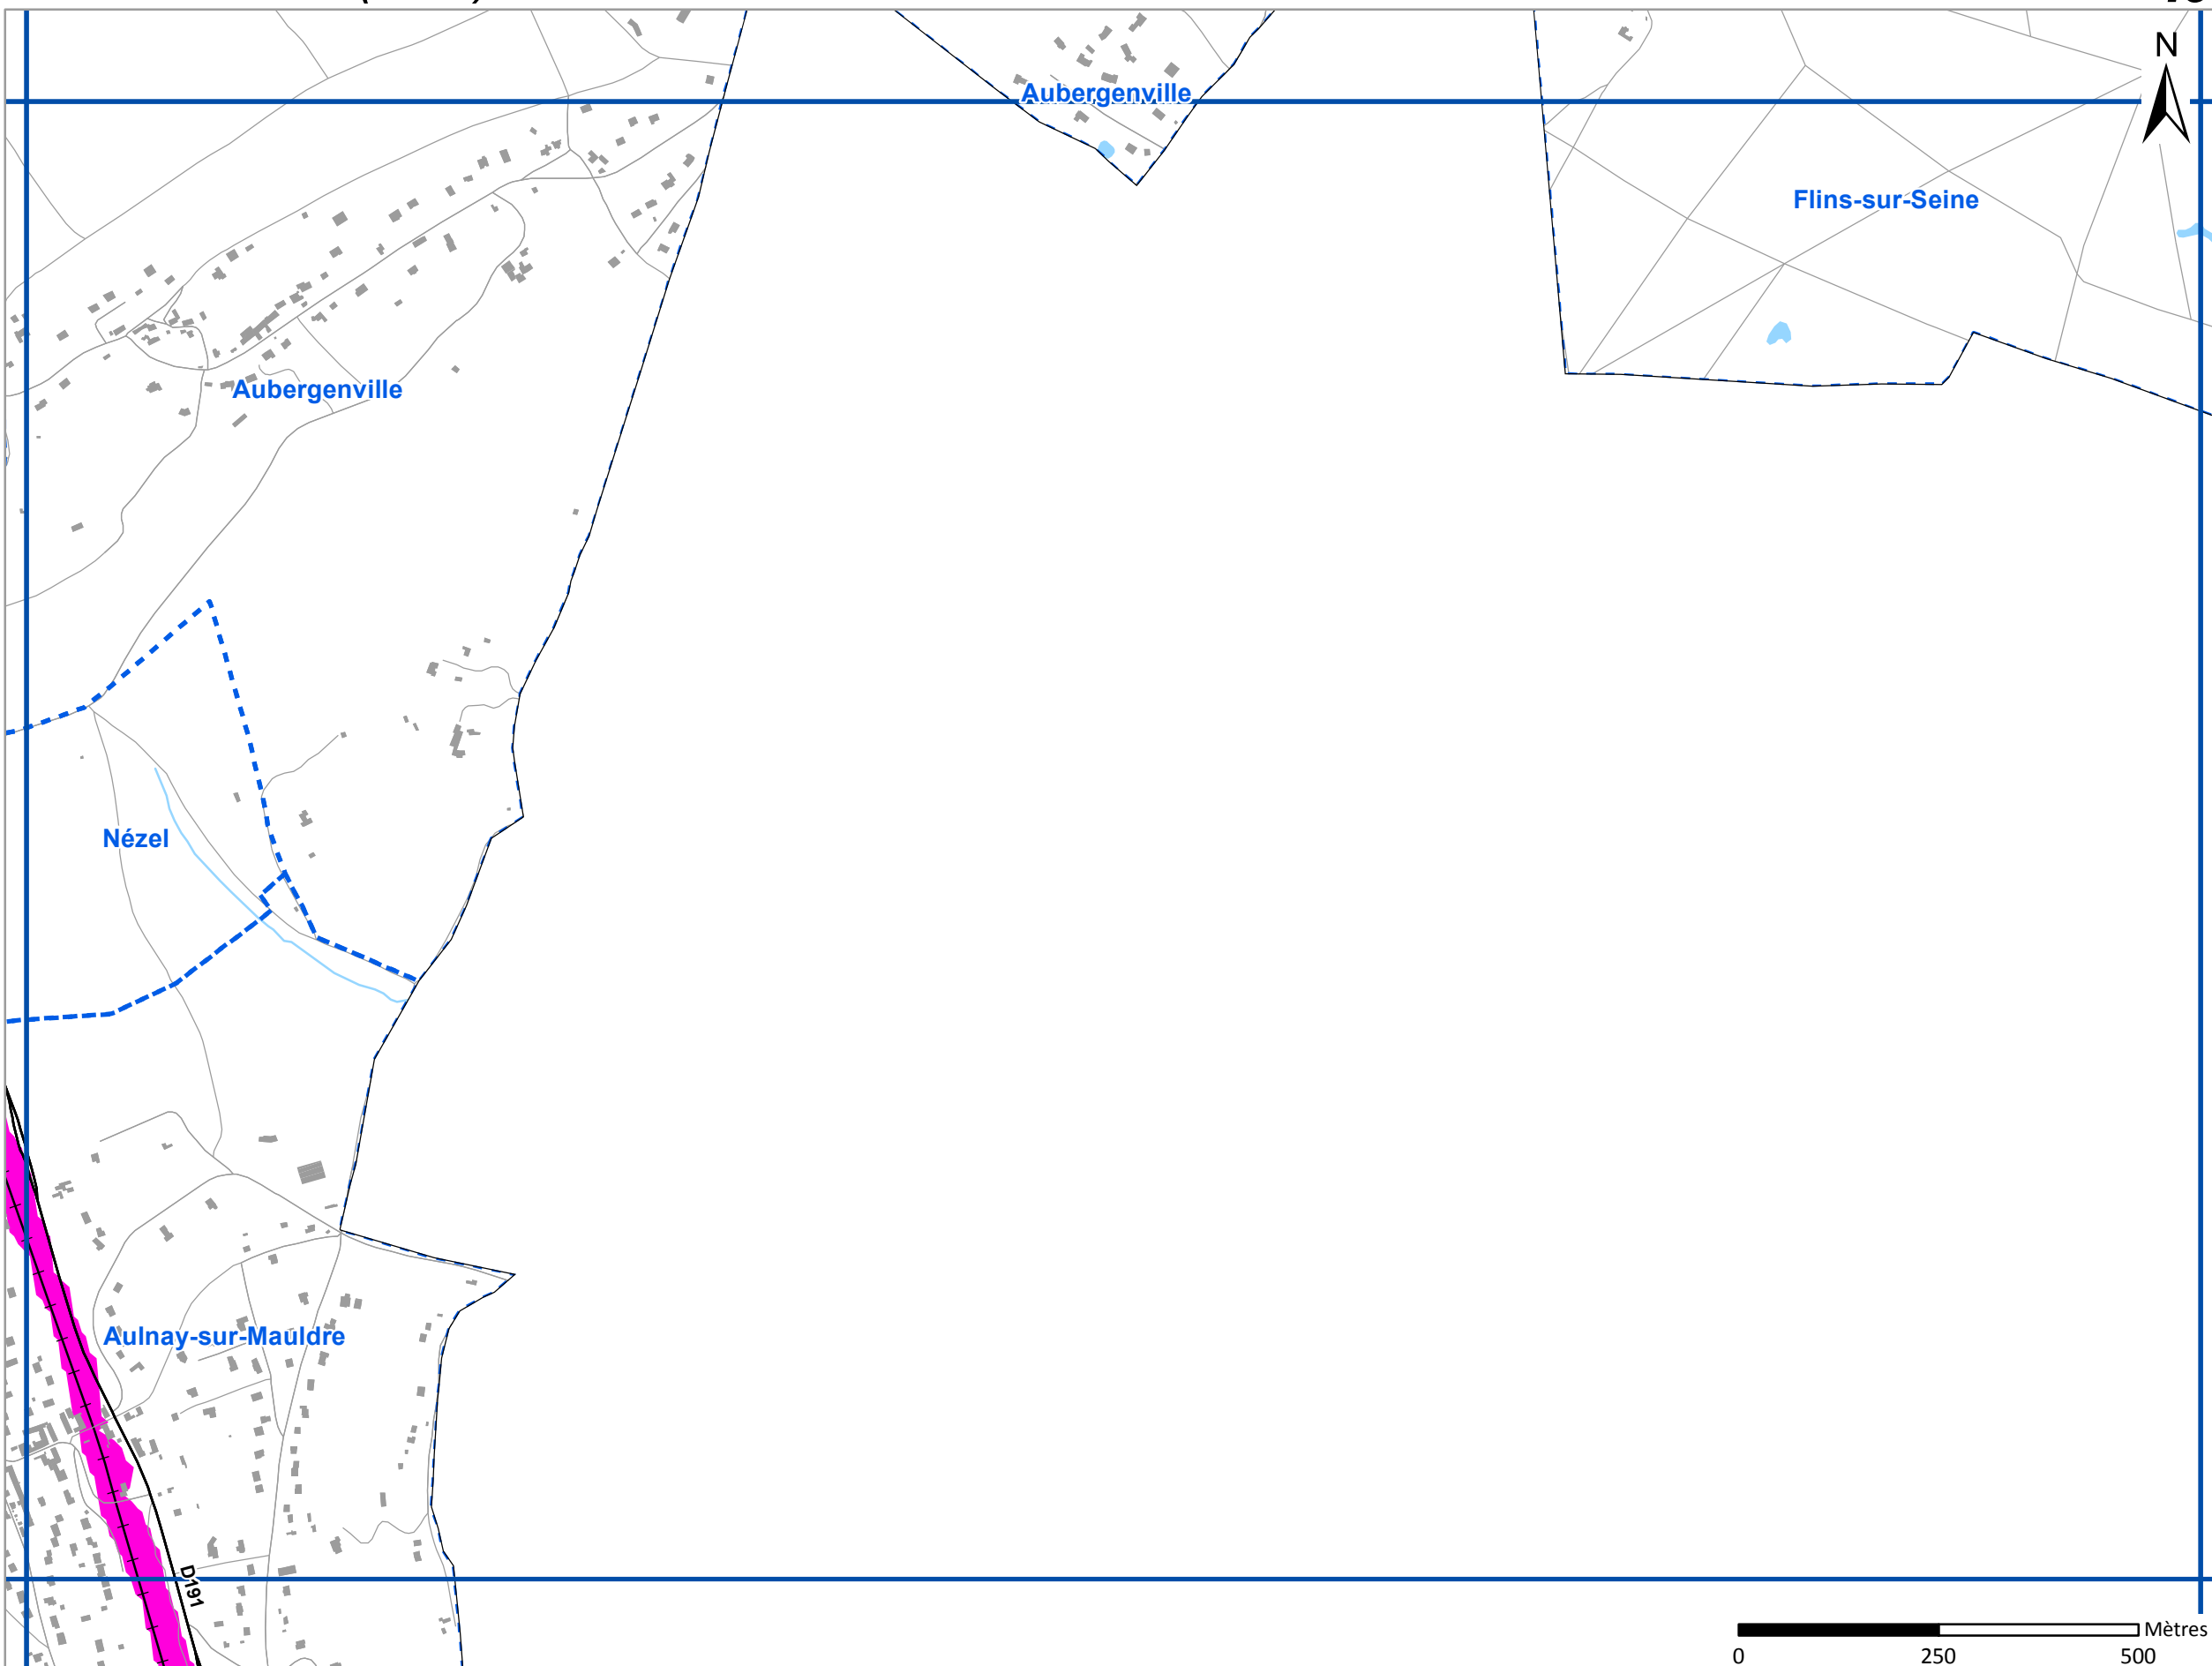 N
Aubergenville
Flins-sur-Seine
Aubergenville
Nézel
Aulnay-sur-Mauldre
D191
Mètres
0 250 500